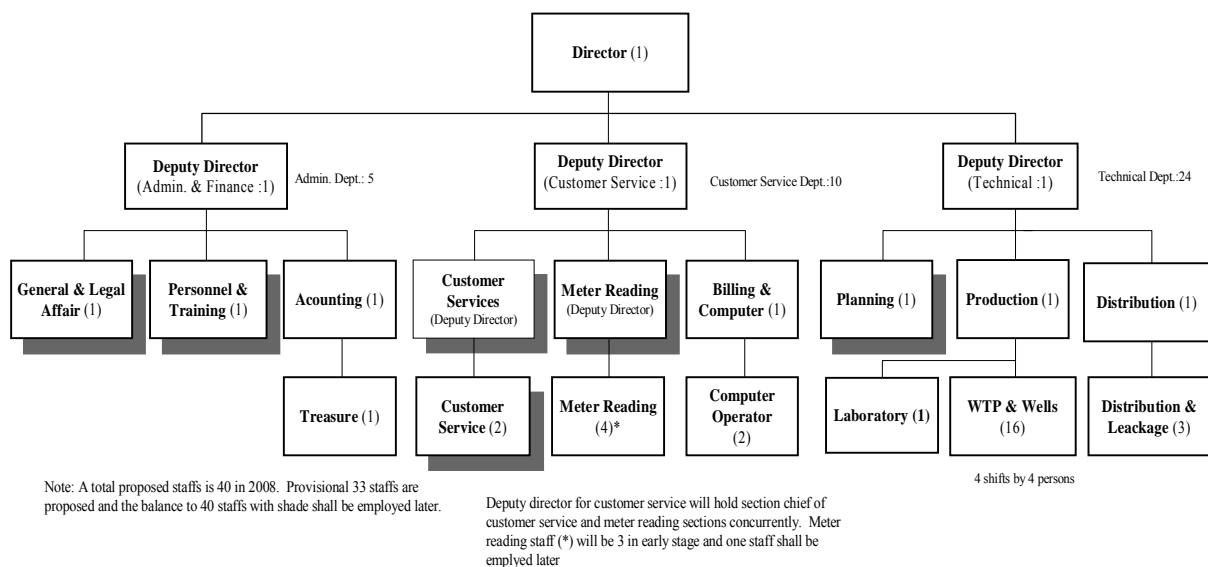 Director (1)
Deputy Director
(Admin. & Finance :1)
Admin. Dept.: 5
Deputy Director
(Customer Service :1)
Customer Service Dept.:10
Deputy Director
(Technical :1)
Technical Dept.:24
General & Legal
Affair (1)
Personnel &
Training (1)
Acounting (1)
Customer
Services
(Deputy Director)
Meter Reading
(Deputy Director)
Billing &
Computer (1)
Planning (1)
Production (1)
Distribution (1)
Treasure (1)
Customer
Service (2)
Meter Reading
(4)*
Computer
Operator
(2)
Laboratory (1)
WTP & Wells
(16)
Distribution &
Leackage (3)
4 shifts by 4 persons
Note: A total proposed staffs is 40 in 2008. Provisional 33 staffs are
proposed and the balance to 40 staffs with shade shall be employed later.
Deputy director for customer service will hold section chief of
customer service and meter reading sections concurrently. Meter
reading staff (*) will be 3 in early stage and one staff shall be
emplyed later